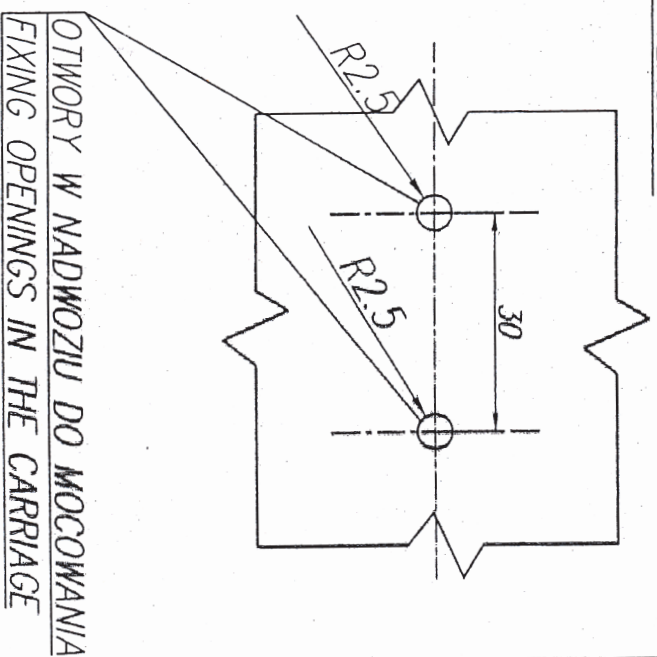 R2.5
30
R2.5
OTWORY W NADWOZIU DO MOCOWANIA
FIXING OPENINGS IN THE CARRIAGE